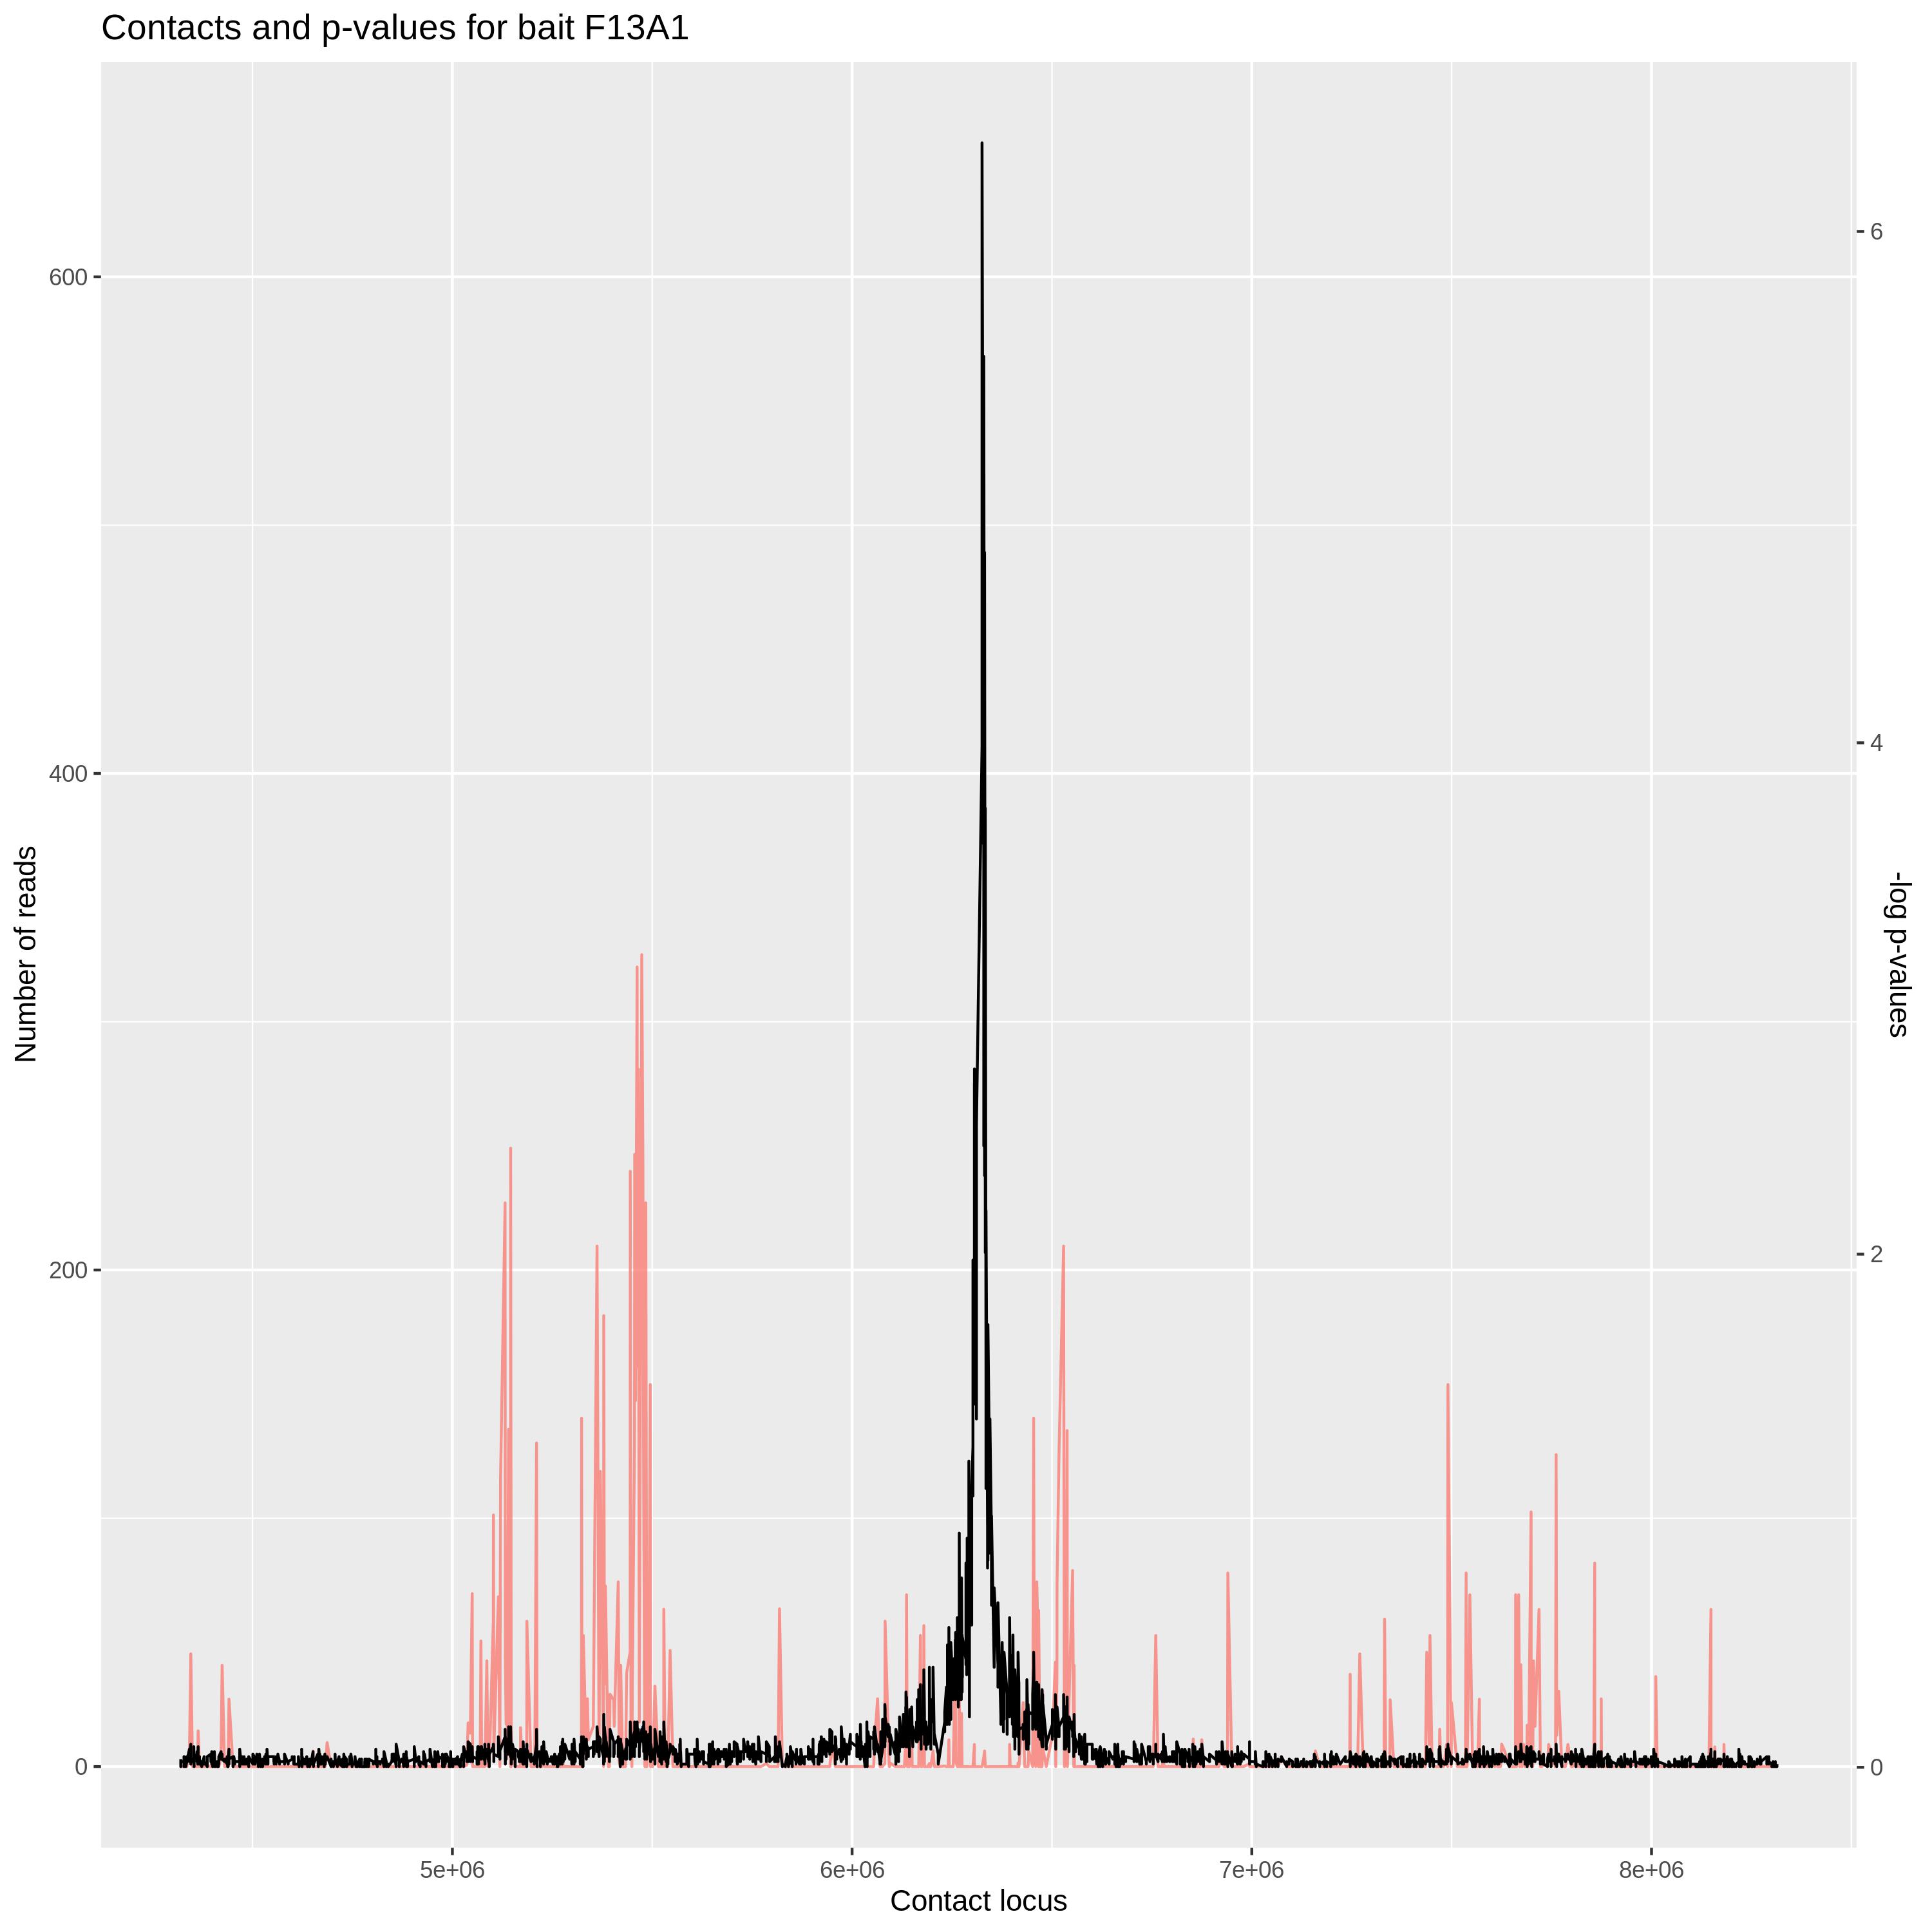 Contacts and p-values for bait F13A1
600
400
200
0
6
4
2
0
Number of reads
-log p-values
5e+06
6e+06
7e+06
8e+06
Contact locus